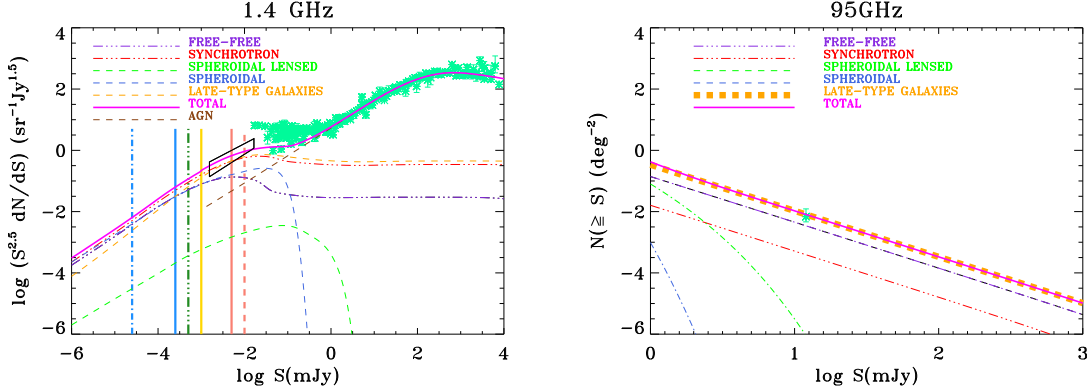 1.4 GHz
FREE-FREE
SYNCHROTRON
SPHEROIDAL LENSED
SPHEROIDAL
LATE-TYPE GALAXIES
TOTAL
AGN
log (S^2.5 dN/dS) (sr^-1 Jy^1.5)
4
2
0
−2
−4
−6
−6 −4 −2 0 2 4
log S(mJy)
95GHz
FREE-FREE
SYNCHROTRON
SPHEROIDAL LENSED
SPHEROIDAL
LATE-TYPE GALAXIES
TOTAL
N(≥ S) (deg^-2)
4
2
0
−2
−4
−6
0 1 2 3
log S(mJy)